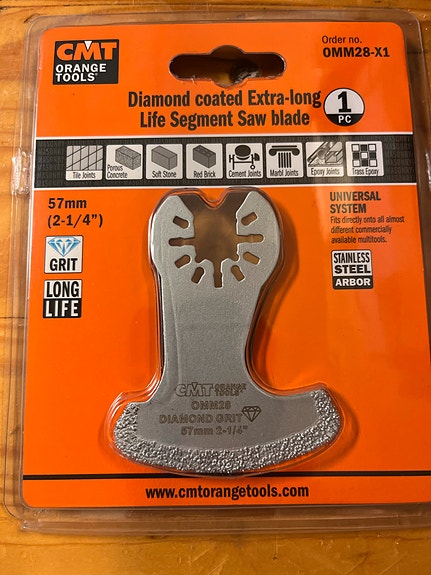 CMT
ORANGE
TOOLS®
Order no.
OMM28-X1
Diamond coated Extra-long
Life Segment Saw blade
1
PC
Tile Joints
Porous
Concrete
Soft Stone
Red Brick
Cement Joints
Marbl Joints
Epoxy Joints
Trass Epoxy
57mm
(2-1/4")
GRIT
LONG
LIFE
UNIVERSAL
SYSTEM
Fits directly onto all almost
different commercially
available multitools.
STAINLESS
STEEL
ARBOR
CMT ORANGE
TOOLS
OMM28
DIAMOND GRIT
57mm 2-1/4"
www.cmtorangetools.com